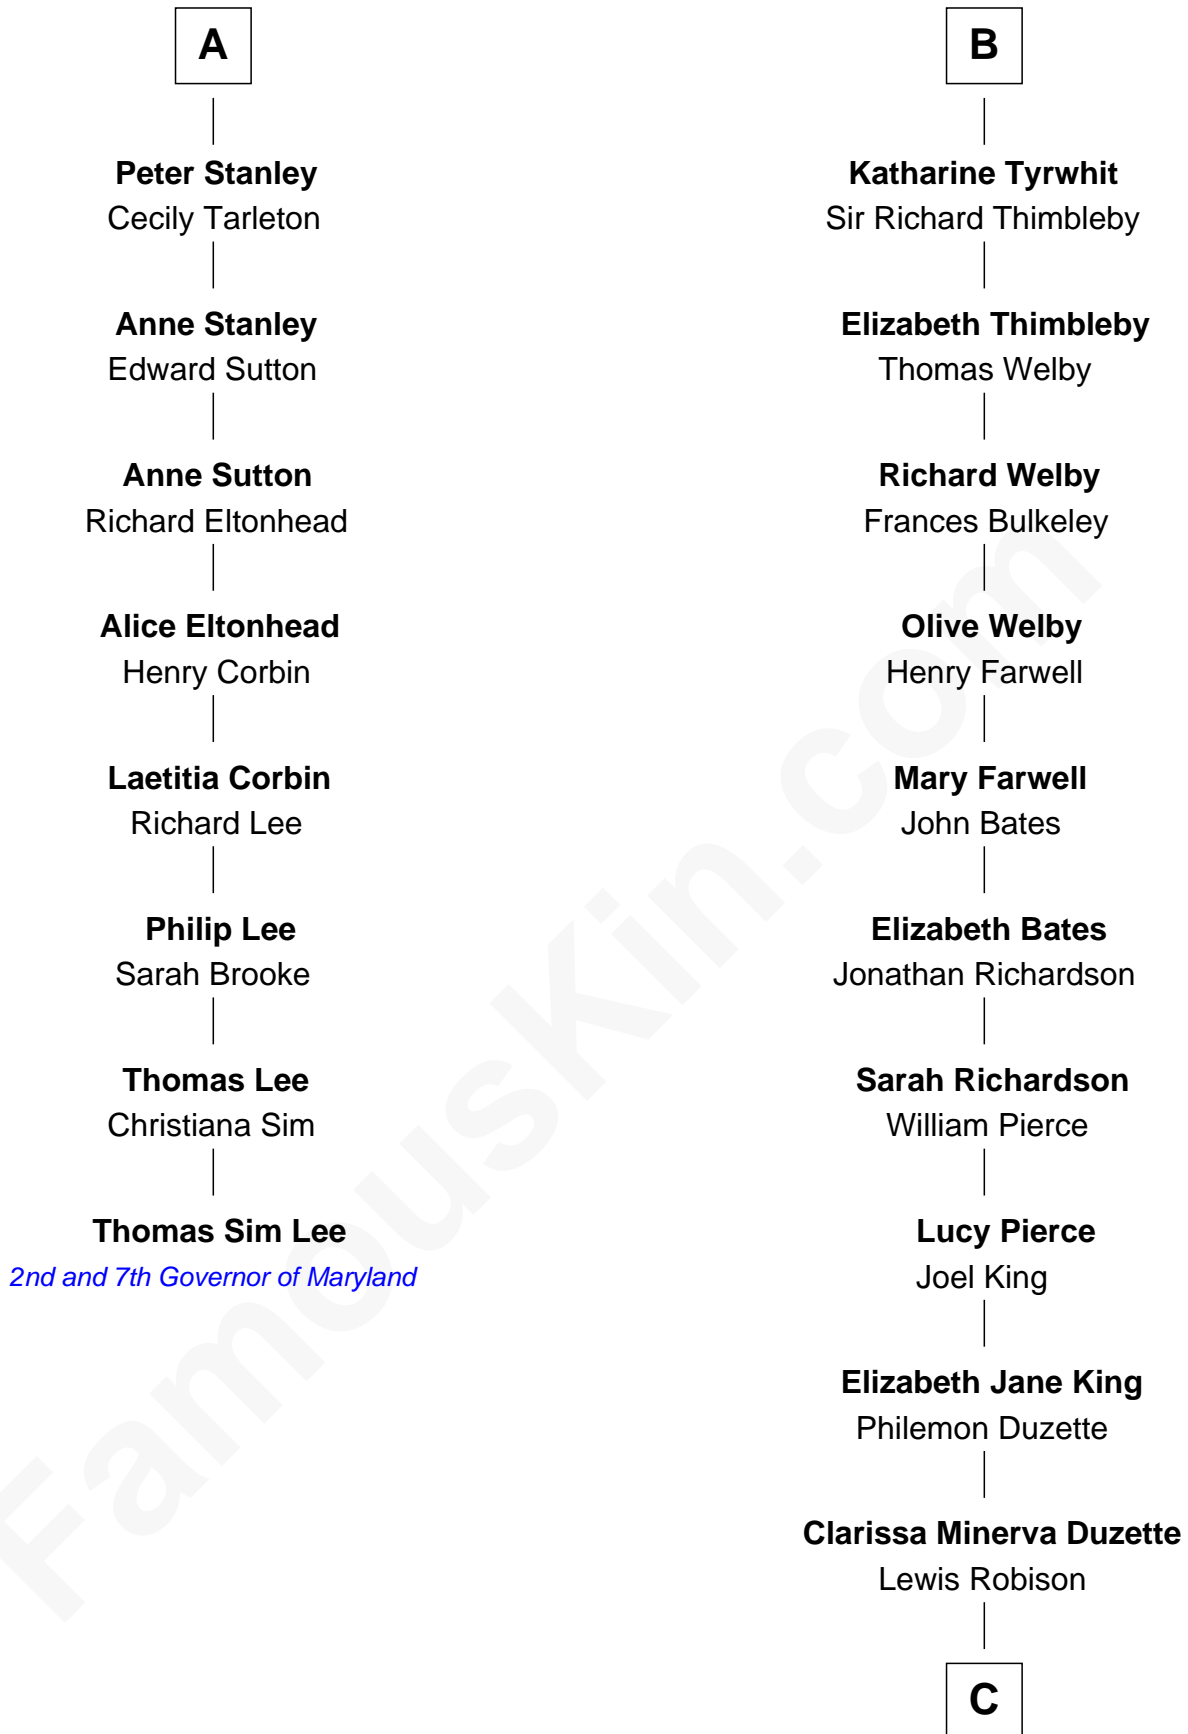 A
Peter Stanley
Cecily Tarleton
Anne Stanley
Edward Sutton
Anne Sutton
Richard Eltonhead
Alice Eltonhead
Henry Corbin
Laetitia Corbin
Richard Lee
Philip Lee
Sarah Brooke
Thomas Lee
Christiana Sim
Thomas Sim Lee
2nd and 7th Governor of Maryland
B
Katharine Tyrwhit
Sir Richard Thimbleby
Elizabeth Thimbleby
Thomas Welby
Richard Welby
Frances Bulkeley
Olive Welby
Henry Farwell
Mary Farwell
John Bates
Elizabeth Bates
Jonathan Richardson
Sarah Richardson
William Pierce
Lucy Pierce
Joel King
Elizabeth Jane King
Philemon Duzette
Clarissa Minerva Duzette
Lewis Robison
C
FamousKin.com